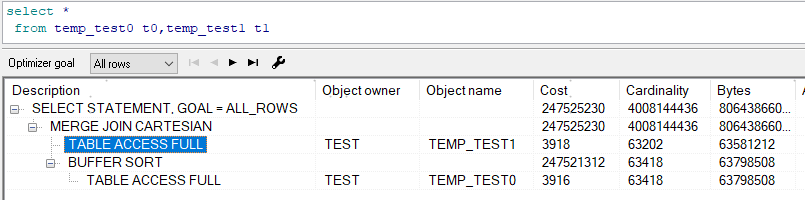 select *
from temp_test0 t0,temp_test1 t1
Optimizer goal All rows
Description Object owner Object name Cost Cardinality Bytes A
SELECT STATEMENT, GOAL = ALL_ROWS 247525230 4008144436 806438660...
MERGE JOIN CARTESIAN 247525230 4008144436 806438660...
TABLE ACCESS FULL TEST TEMP_TEST1 3918 63202 63581212
BUFFER SORT 247521312 63418 63798508
TABLE ACCESS FULL TEST TEMP_TEST0 3916 63418 63798508